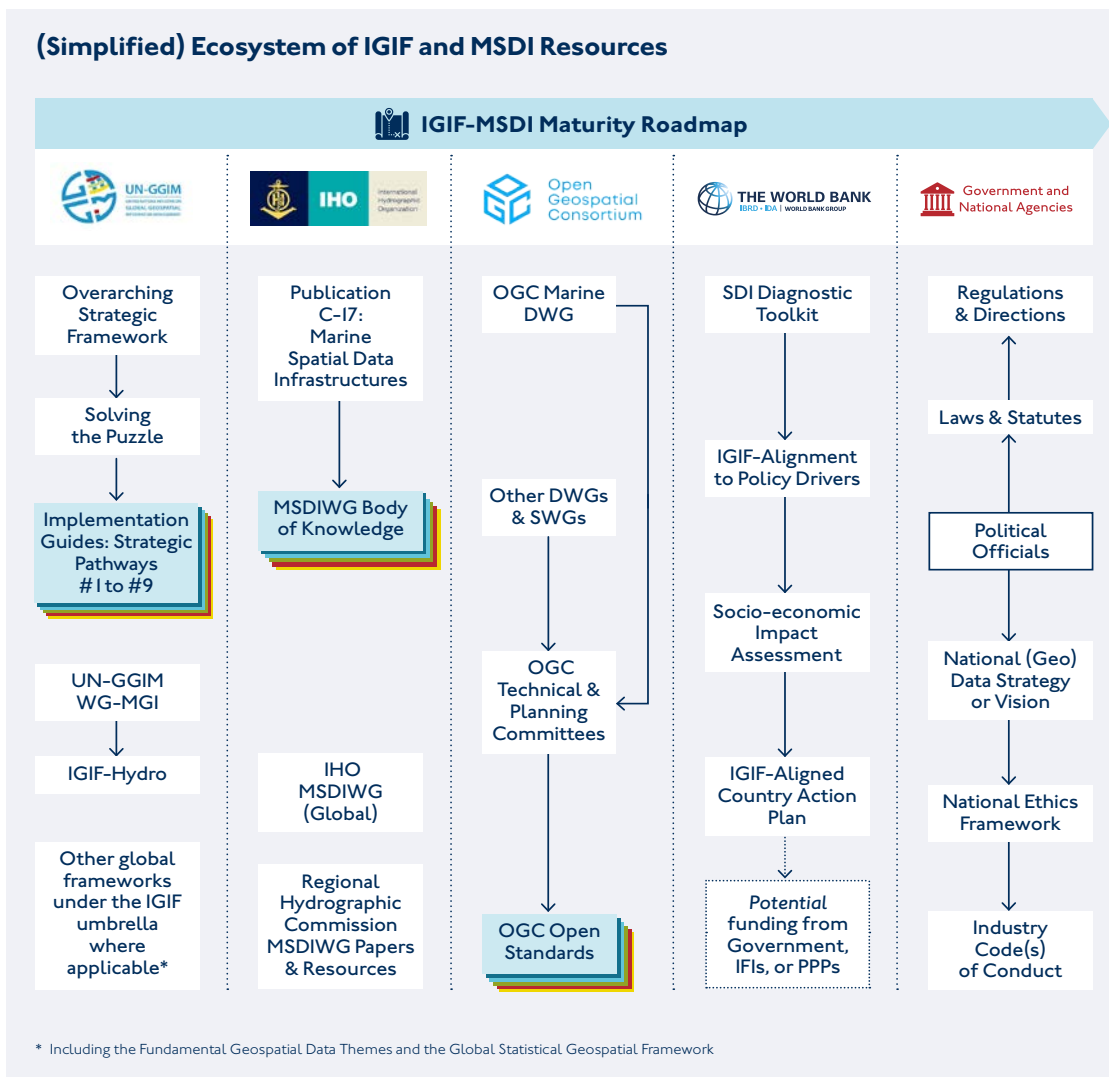 (Simplified) Ecosystem of IGIF and MSDI Resources
IGIF-MSDI Maturity Roadmap
UN-GGIM
IHO
International
Hydrographic
Organization
Open
Geospatial
Consortium
THE WORLD BANK
IBRD • IDA | WORLD BANK GROUP
Government and
National Agencies
Overarching
Strategic
Framework
Solving
the Puzzle
Implementation
Guides: Strategic
Pathways
#1 to #9
UN-GGIM
WG-MGI
IGIF-Hydro
Other global
frameworks
under the IGIF
umbrella
where
applicable*
Publication
C-17:
Marine
Spatial Data
Infrastructures
MSDIWG Body
of Knowledge
IHO
MSDIWG
(Global)
Regional
Hydrographic
Commission
MSDIWG Papers
& Resources
OGC Marine
DWG
Other DWGs
& SWGs
OGC
Technical &
Planning
Committees
OGC Open
Standards
SDI Diagnostic
Toolkit
IGIF-Alignment
to Policy Drivers
Socio-economic
Impact
Assessment
IGIF-Aligned
Country Action
Plan
Potential
funding from
Government,
IFIs, or PPPs
Regulations
& Directions
Laws & Statutes
Political
Officials
National (Geo)
Data Strategy
or Vision
National Ethics
Framework
Industry
Code(s)
of Conduct
* Including the Fundamental Geospatial Data Themes and the Global Statistical Geospatial Framework